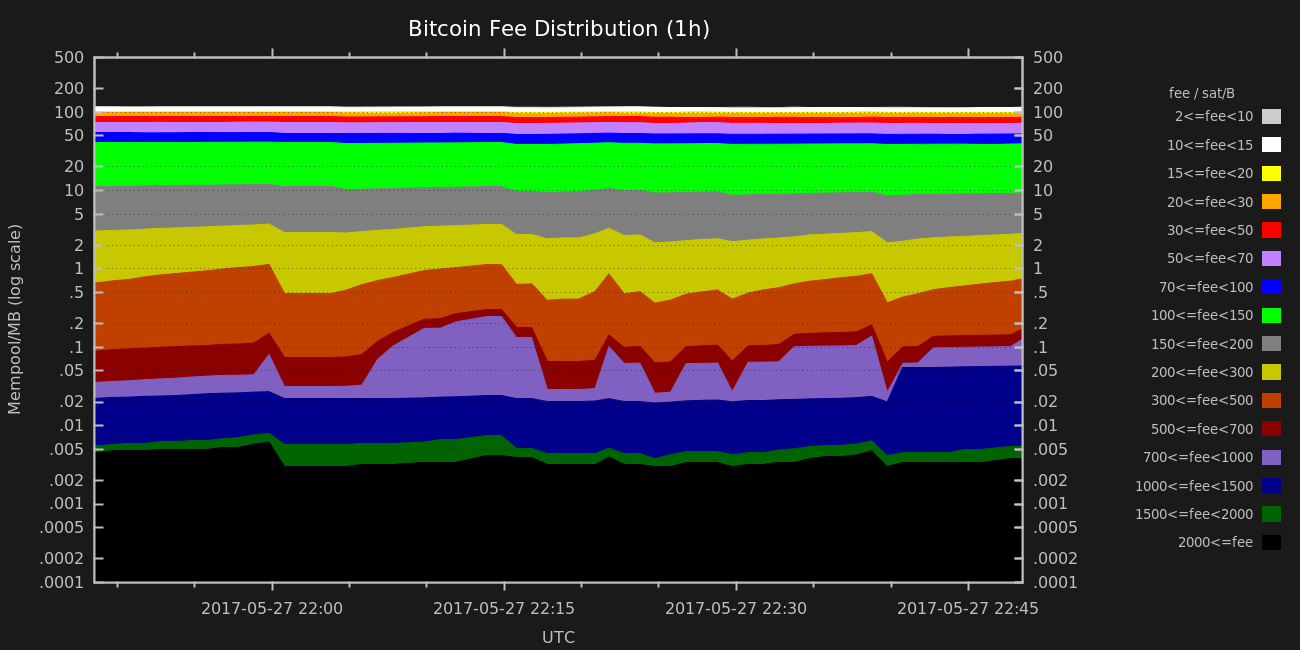 Bitcoin Fee Distribution (1h)
500
200
100
50
20
10
5
2
1
.5
.2
.1
.05
.02
.01
.005
.002
.001
.0005
.0002
.0001
Mempool/MB (log scale)
500
200
100
50
20
10
5
2
1
.5
.2
.1
.05
.02
.01
.005
.002
.001
.0005
.0002
.0001
2017-05-27 22:00 2017-05-27 22:15 2017-05-27 22:30 2017-05-27 22:45
UTC
fee / sat/B
2<=fee<10
10<=fee<15
15<=fee<20
20<=fee<30
30<=fee<50
50<=fee<70
70<=fee<100
100<=fee<150
150<=fee<200
200<=fee<300
300<=fee<500
500<=fee<700
700<=fee<1000
1000<=fee<1500
1500<=fee<2000
2000<=fee